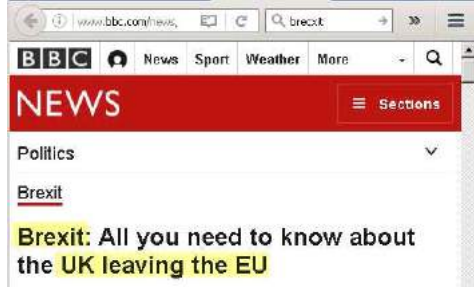 www.bbc.com/news, brecxit
BBC News Sport Weather More
NEWS Sections
Politics
Brexit
Brexit: All you need to know about
the UK leaving the EU